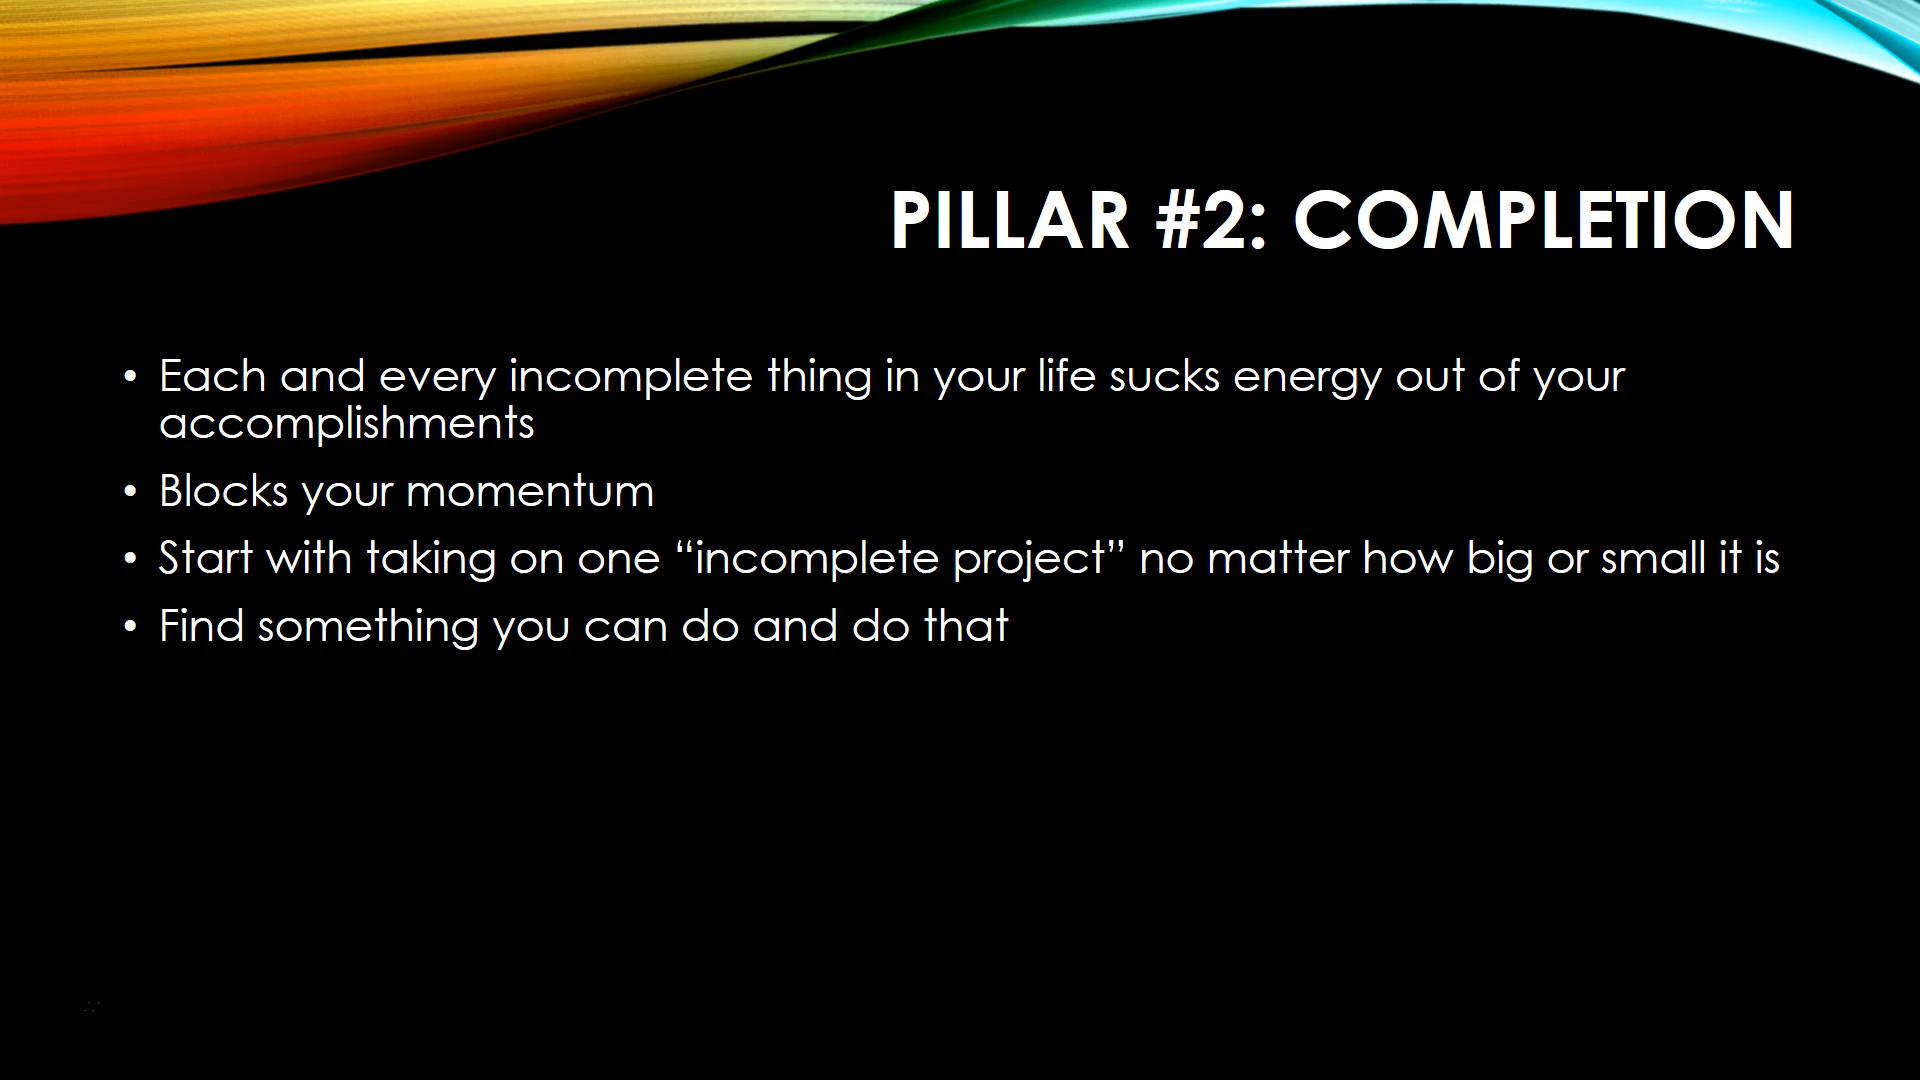 PILLAR #2: COMPLETION
• Each and every incomplete thing in your life sucks energy out of your
accomplishments
• Blocks your momentum
• Start with taking on one “incomplete project” no matter how big or small it is
• Find something you can do and do that